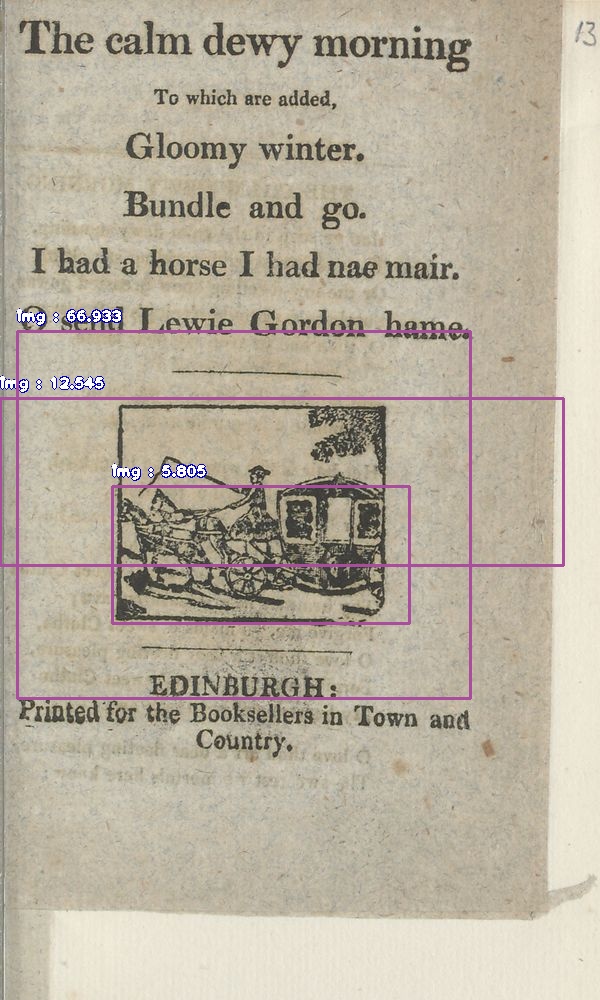 The calm dewy morning
To which are added,
Gloomy winter.
Bundle and go.
I had a horse I had nae mair.
O send Lewie Gordon hame.
img : 66.933
img : 12.545
img : 5.805
EDINBURGH:
Printed for the Booksellers in Town and
Country.
13